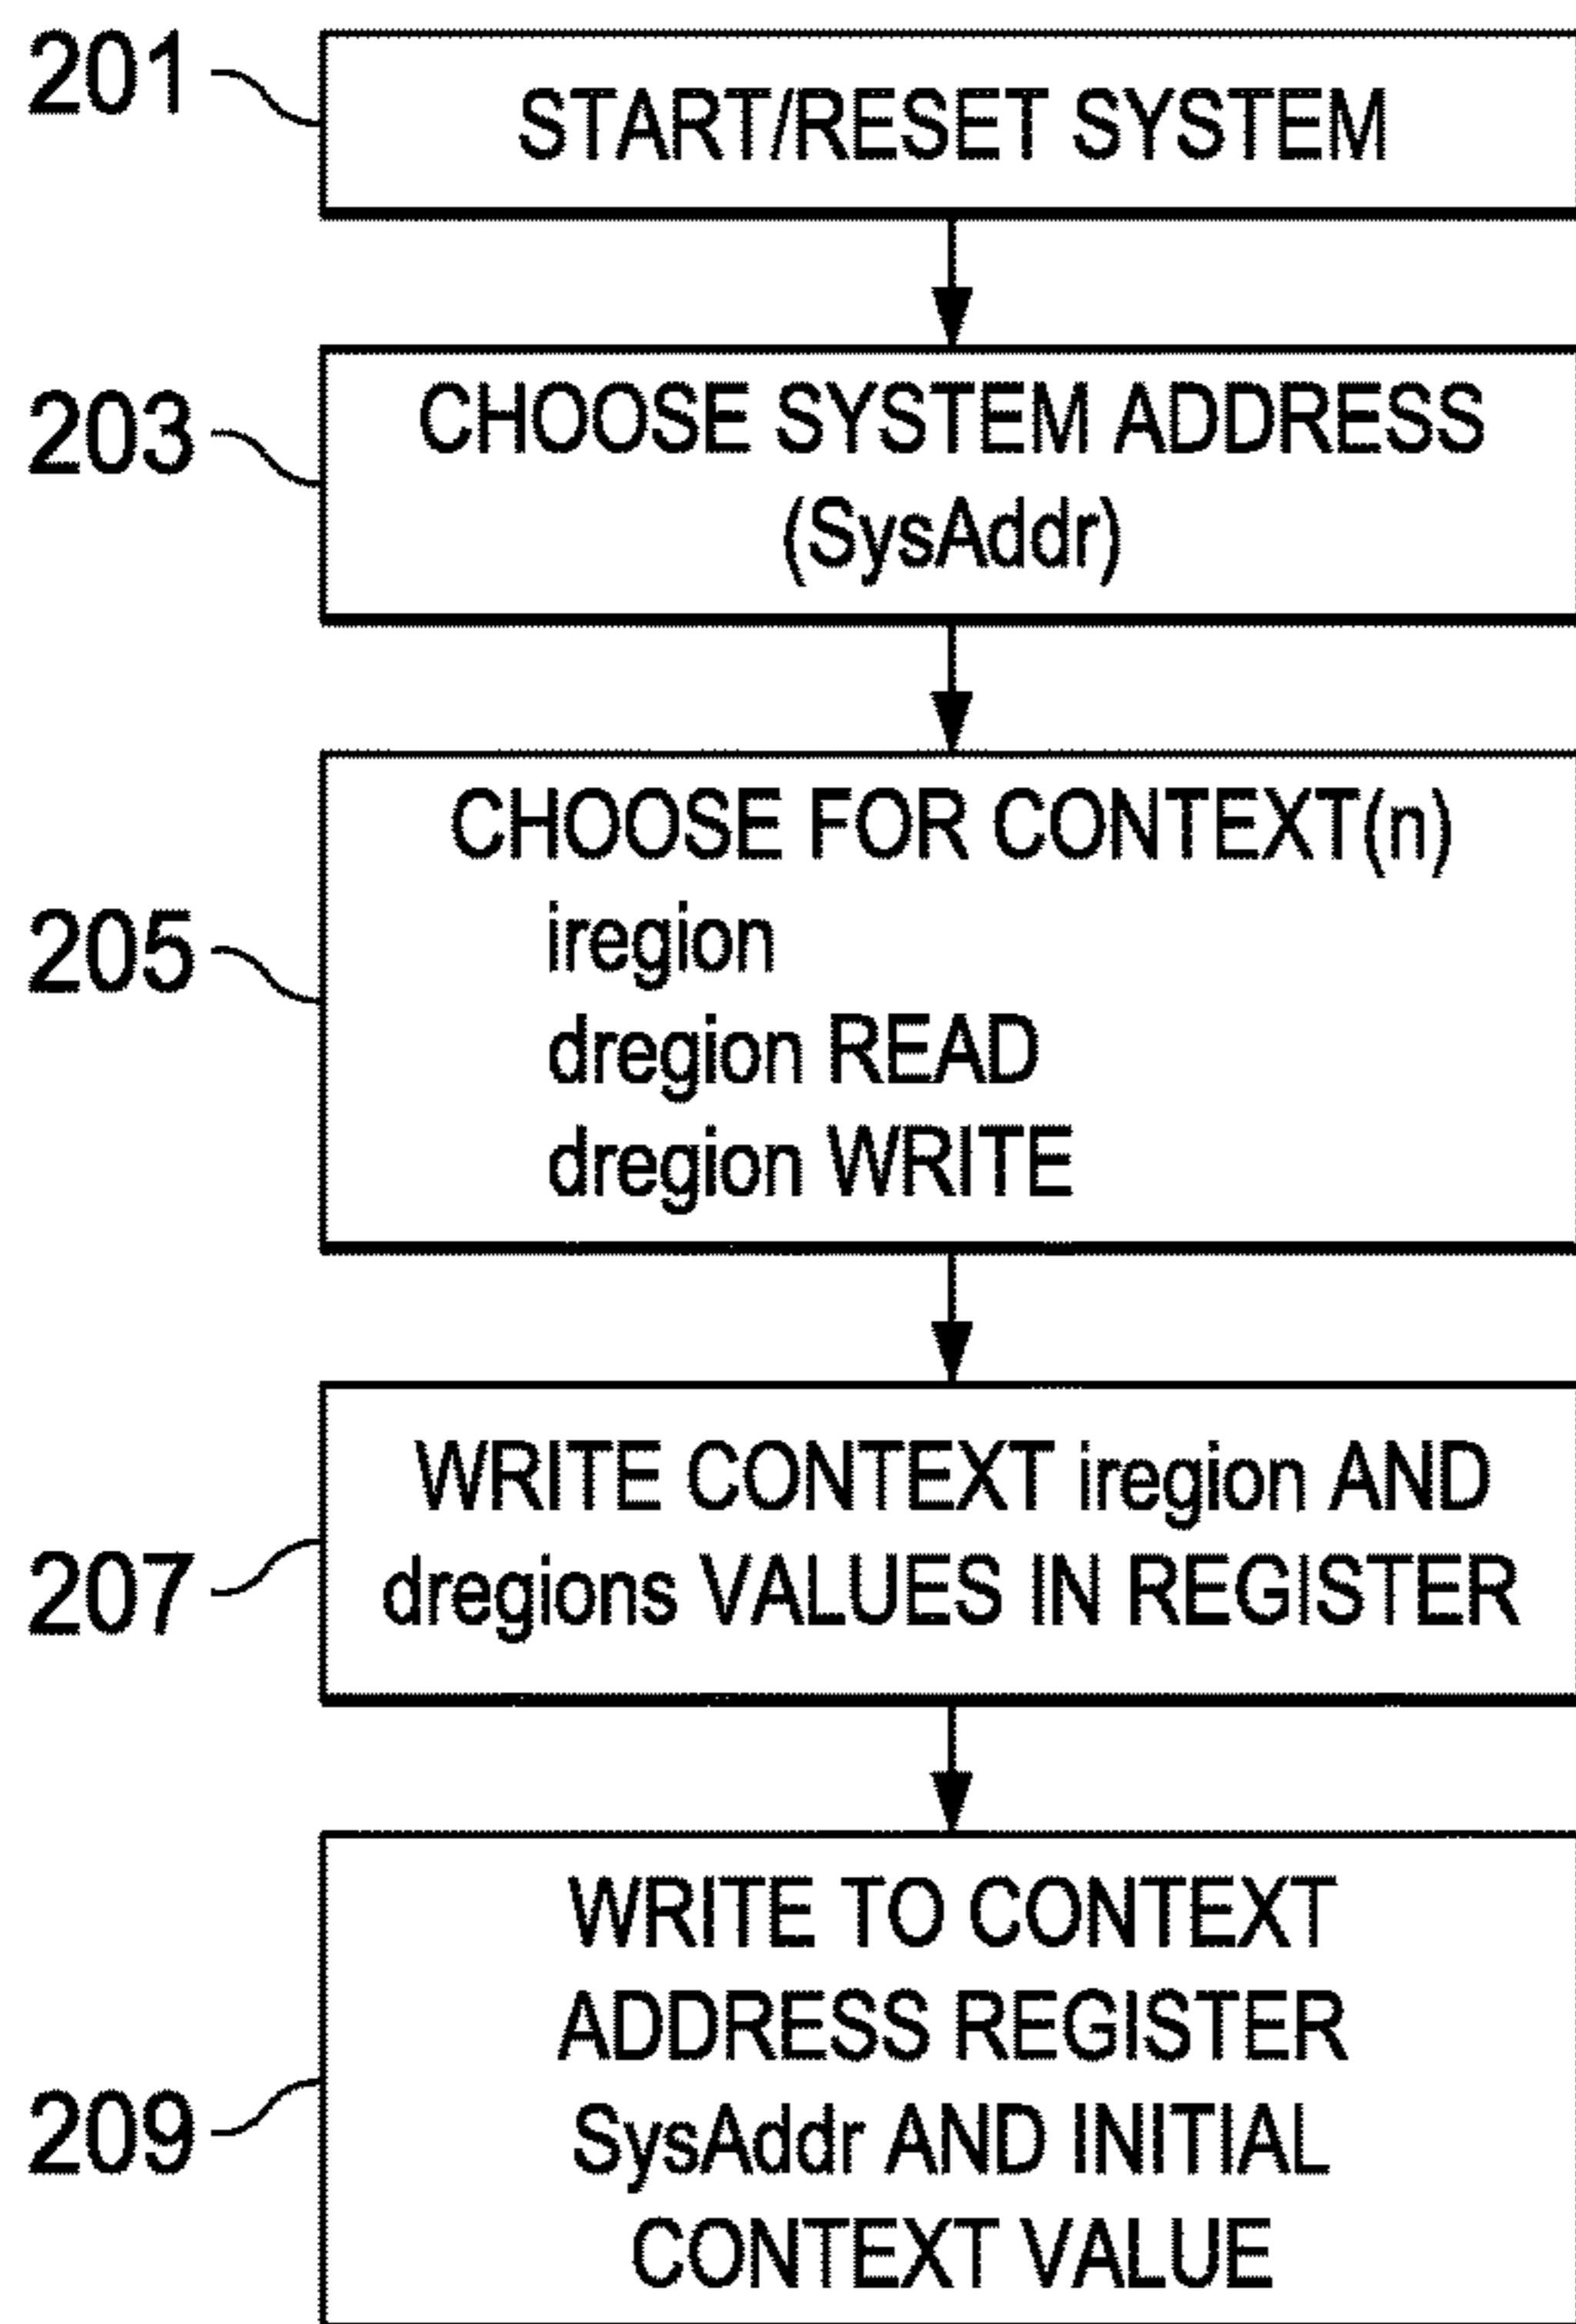 201
START/RESET SYSTEM
203
CHOOSE SYSTEM ADDRESS
(SysAddr)
205
CHOOSE FOR CONTEXT(n)
iregion
dregion READ
dregion WRITE
207
WRITE CONTEXT iregion AND
dregions VALUES IN REGISTER
209
WRITE TO CONTEXT
ADDRESS REGISTER
SysAddr AND INITIAL
CONTEXT VALUE